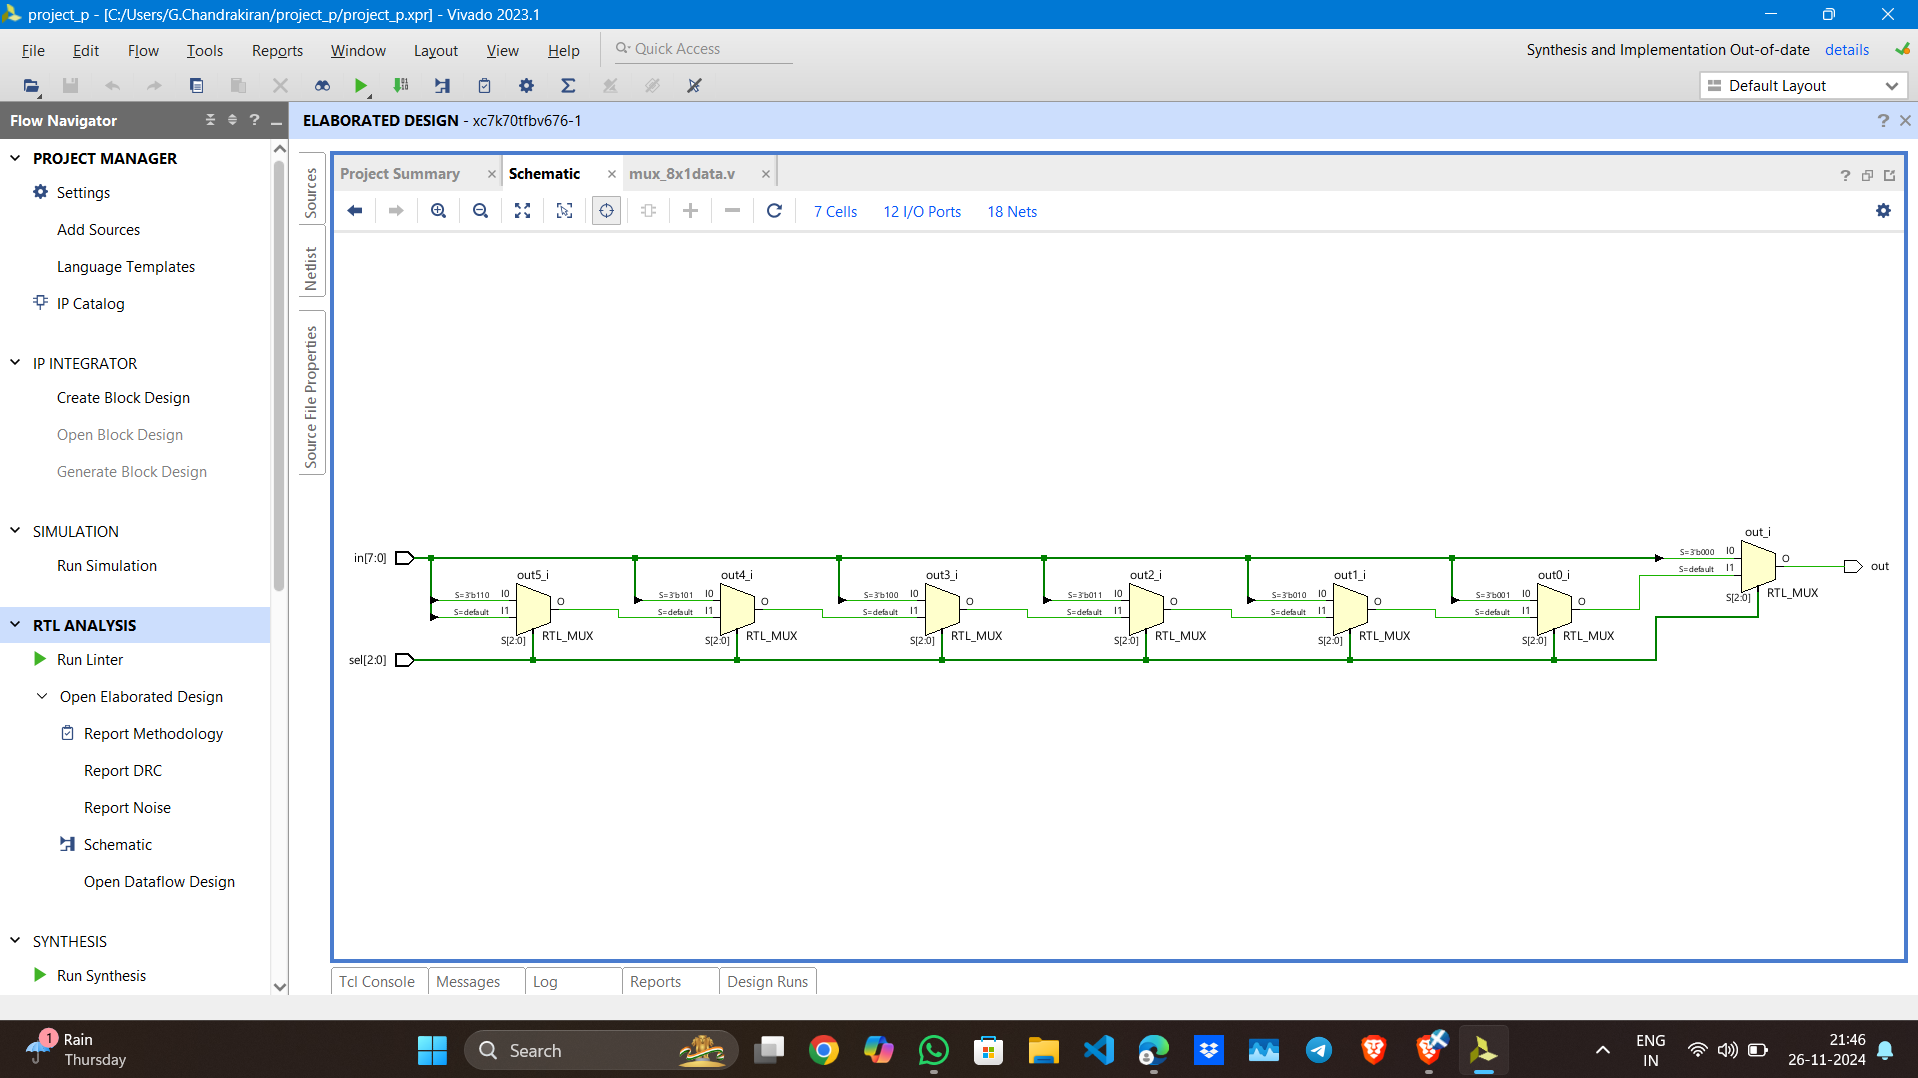 project_p - [C:/Users/G.Chandrakiran/project_p/project_p.xpr] - Vivado 2023.1
File Edit Flow Tools Reports Window Layout View Help Quick Access
Synthesis and Implementation Out-of-date details
Default Layout
Flow Navigator
PROJECT MANAGER
Settings
Add Sources
Language Templates
IP Catalog
IP INTEGRATOR
Create Block Design
Open Block Design
Generate Block Design
SIMULATION
Run Simulation
RTL ANALYSIS
Run Linter
Open Elaborated Design
Report Methodology
Report DRC
Report Noise
Schematic
Open Dataflow Design
SYNTHESIS
Run Synthesis
ELABORATED DESIGN - xc7k70tfbv676-1
Sources
Netlist
Source File Properties
Project Summary Schematic mux_8x1data.v
7 Cells 12 I/O Ports 18 Nets
in[7:0]
sel[2:0]
out5_i
S=3'b110 I0
S=default I1
O
S[2:0]
RTL_MUX
out4_i
S=3'b101 I0
S=default I1
O
S[2:0]
RTL_MUX
out3_i
S=3'b100 I0
S=default I1
O
S[2:0]
RTL_MUX
out2_i
S=3'b011 I0
S=default I1
O
S[2:0]
RTL_MUX
out1_i
S=3'b010 I0
S=default I1
O
S[2:0]
RTL_MUX
out0_i
S=3'b001 I0
S=default I1
O
S[2:0]
RTL_MUX
out_i
S=3'b000 I0
S=default I1
O
S[2:0]
RTL_MUX
out
Tcl Console Messages Log Reports Design Runs
1
Rain
Thursday
Search
ENG
IN
21:46
26-11-2024